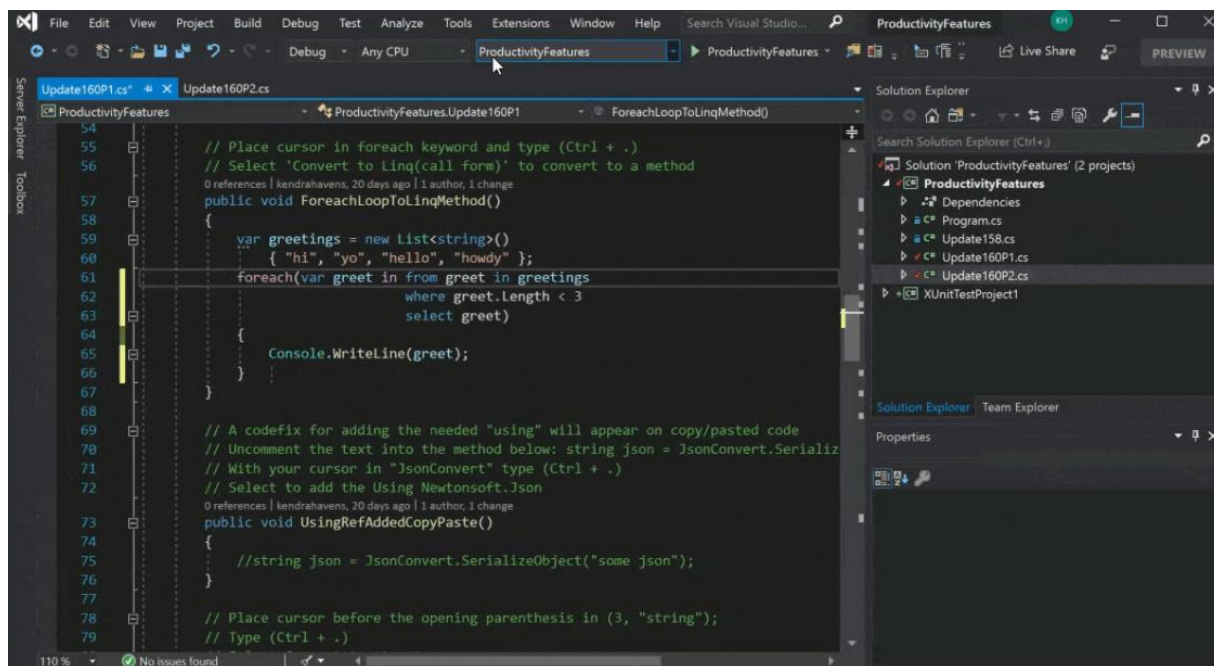 File Edit View Project Build Debug Test Analyze Tools Extensions Window Help Search Visual Studio... ProductivityFeatures KH
Debug Any CPU ProductivityFeatures ProductivityFeatures Live Share PREVIEW
Server Explorer
Toolbox
Update160P1.cs* Update160P2.cs
ProductivityFeatures ProductivityFeatures.Update160P1 ForeachLoopToLinqMethod()
54
55 // Place cursor in foreach keyword and type (Ctrl + .)
56 // Select 'Convert to Linq(call form)' to convert to a method
0 references | kendrahavens, 20 days ago | 1 author, 1 change
57 public void ForeachLoopToLinqMethod()
58 {
59 var greetings = new List<string>()
60 { "hi", "yo", "hello", "howdy" };
61 foreach(var greet in from greet in greetings
62 where greet.Length < 3
63 select greet)
64 {
65 Console.WriteLine(greet);
66 }
67 }
68
69 // A codefix for adding the needed "using" will appear on copy/pasted code
70 // Uncomment the text into the method below: string json = JsonConvert.Serializ
71 // With your cursor in "JsonConvert" type (Ctrl + .)
72 // Select to add the Using Newtonsoft.Json
0 references | kendrahavens, 20 days ago | 1 author, 1 change
73 public void UsingRefAddedCopyPaste()
74 {
75 //string json = JsonConvert.SerializeObject("some json");
76 }
77
78 // Place cursor before the opening parenthesis in (3, "string");
79 // Type (Ctrl + .)
110 % No issues found
Solution Explorer
Search Solution Explorer (Ctrl+;)
Solution 'ProductivityFeatures' (2 projects)
C# ProductivityFeatures
Dependencies
C# Program.cs
C# Update158.cs
C# Update160P1.cs
C# Update160P2.cs
C# XUnitTestProject1
Solution Explorer Team Explorer
Properties